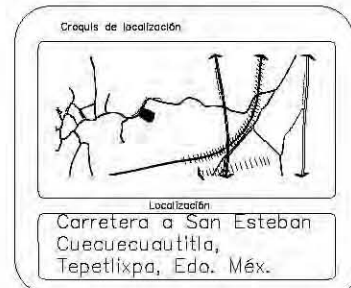 Croquis de localización
Localización
Carretera a San Esteban
Cuecuecuautitla,
Tepetlixpa, Edo. Méx.